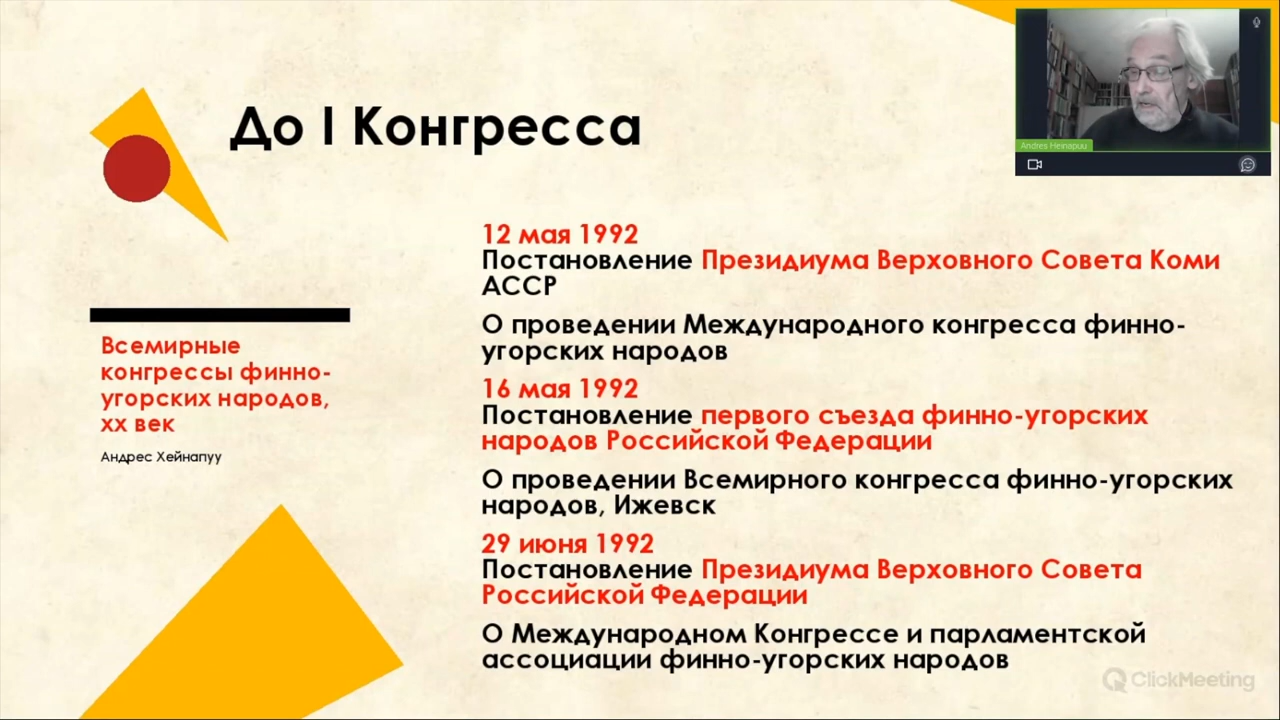 До I Конгресса
Andres Heinapuu
12 мая 1992
Постановление Президиума Верховного Совета Коми
АССР
О проведении Международного конгресса финно-
угорских народов
16 мая 1992
Постановление первого съезда финно-угорских
народов Российской Федерации
О проведении Всемирного конгресса финно-угорских
народов, Ижевск
29 июня 1992
Постановление Президиума Верховного Совета
Российской Федерации
О Международном Конгрессе и парламентской
ассоциации финно-угорских народов
Всемирные
конгрессы финно-
угорских народов,
xx век
Андрес Хейнапуу
ClickMeeting